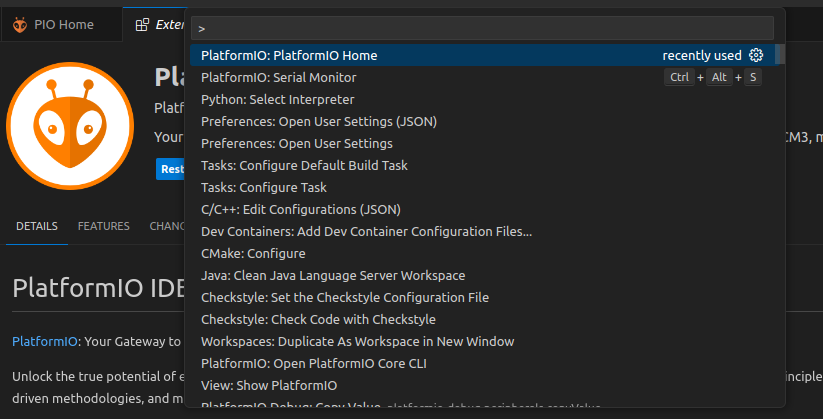 PIO Home
Exten
>
PlatformIO: PlatformIO Home recently used
PlatformIO: Serial Monitor Ctrl + Alt + S
Python: Select Interpreter
Preferences: Open User Settings (JSON)
Preferences: Open User Settings
Tasks: Configure Default Build Task
Tasks: Configure Task
C/C++: Edit Configurations (JSON)
Dev Containers: Add Dev Container Configuration Files...
CMake: Configure
Java: Clean Java Language Server Workspace
Checkstyle: Set the Checkstyle Configuration File
Checkstyle: Check Code with Checkstyle
Workspaces: Duplicate As Workspace in New Window
PlatformIO: Open PlatformIO Core CLI
View: Show PlatformIO
PlatformIO Debug: Copy Value
Pla
Platf
Your
CM3, m
Rest
DETAILS FEATURES CHANG
PlatformIO IDE
PlatformIO: Your Gateway to
Unlock the true potential of e
inciple
driven methodologies, and m